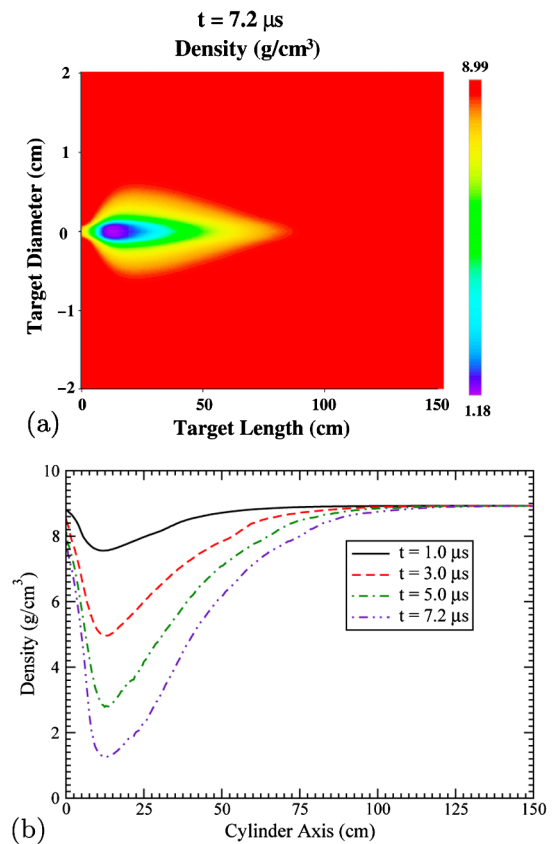 t = 7.2 µs
Density (g/cm³)
8.99
2
1
0
−1
−2
Target Diameter (cm)
0
50
100
150
1.18
(a)
Target Length (cm)
10
8
6
4
2
0
Density (g/cm³)
t = 1.0 µs
t = 3.0 µs
t = 5.0 µs
t = 7.2 µs
0
25
50
75
100
125
150
(b)
Cylinder Axis (cm)